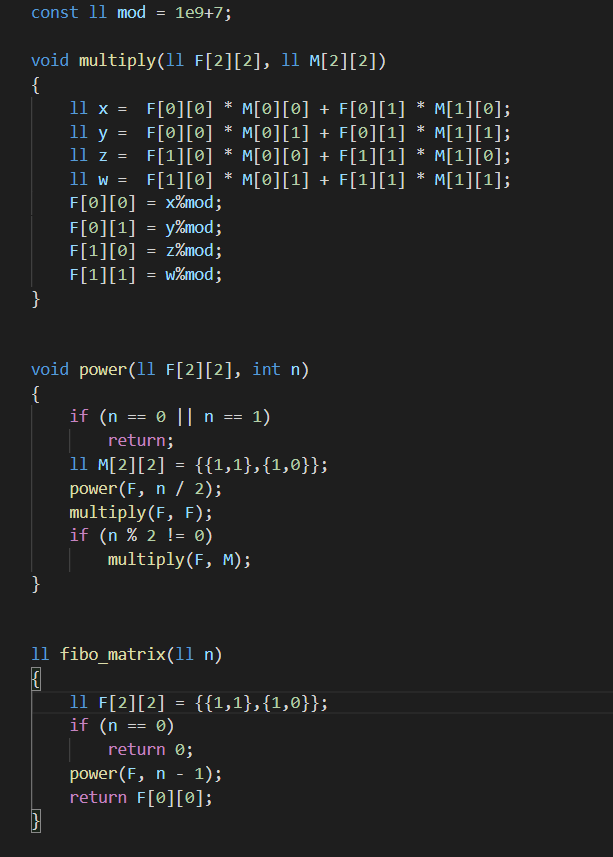 const ll mod = 1e9+7;
void multiply(ll F[2][2], ll M[2][2])
{
    ll x =  F[0][0] * M[0][0] + F[0][1] * M[1][0];
    ll y =  F[0][0] * M[0][1] + F[0][1] * M[1][1];
    ll z =  F[1][0] * M[0][0] + F[1][1] * M[1][0];
    ll w =  F[1][0] * M[0][1] + F[1][1] * M[1][1];
    F[0][0] = x%mod;
    F[0][1] = y%mod;
    F[1][0] = z%mod;
    F[1][1] = w%mod;
}
void power(ll F[2][2], int n)
{
    if (n == 0 || n == 1)
        return;
    ll M[2][2] = {{1,1},{1,0}};
    power(F, n / 2);
    multiply(F, F);
    if (n % 2 != 0)
        multiply(F, M);
}
ll fibo_matrix(ll n)
{
    ll F[2][2] = {{1,1},{1,0}};
    if (n == 0)
        return 0;
    power(F, n - 1);
    return F[0][0];
}